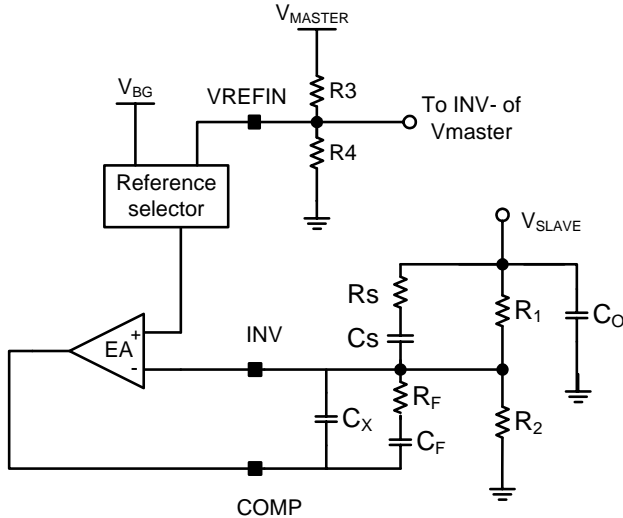 VMASTER
VBG
VREFIN
R3
To INV- of
Vmaster
R4
Reference
selector
VSLAVE
Rs
R1
CO
Cs
INV
+
EA
-
RF
R2
CX
CF
COMP